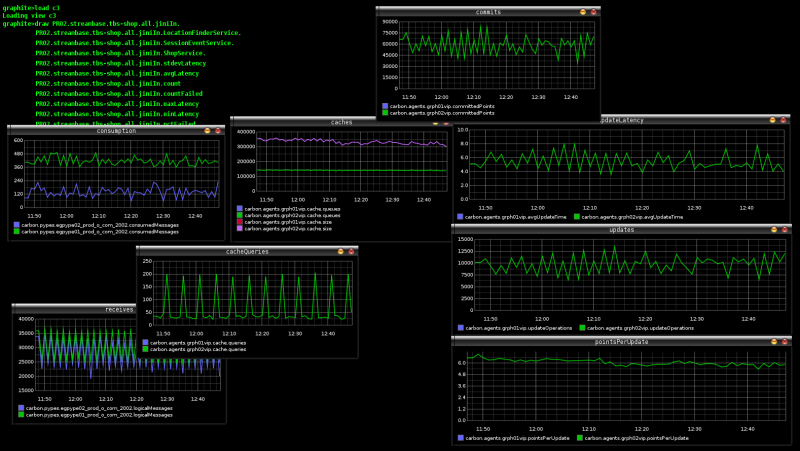 graphite>load c3
Loading view c3
graphite>draw PRO2.streambase.tbs-shop.all.jiniIn.
PRO2.streambase.tbs-shop.all.jiniIn.LocationFinderService.
PRO2.streambase.tbs-shop.all.jiniIn.SessionEventService.
PRO2.streambase.tbs-shop.all.jiniIn.ShopService.
PRO2.streambase.tbs-shop.all.jiniIn.stdevLatency
PRO2.streambase.tbs-shop.all.jiniIn.avgLatency
PRO2.streambase.tbs-shop.all.jiniIn.count
PRO2.streambase.tbs-shop.all.jiniIn.countFailed
PRO2.streambase.tbs-shop.all.jiniIn.maxLatency
PRO2.streambase.tbs-shop.all.jiniIn.minLatency
PRO2.streambase.tbs-shop.all.jiniIn.pctFailed
commits
90000
75000
60000
45000
30000
15000
0
11:50 12:00 12:10 12:20 12:30 12:40
carbon.agents.grph01vip.committedPoints
carbon.agents.grph02vip.committedPoints
consumption
600
480
360
240
120
0
11:50 12:00 12:10 12:20 12:30 12:40
carbon.pypes.egpype02_prod_o_com_2002.consumedMessages
carbon.pypes.egpype01_prod_o_com_2002.consumedMessages
caches
400000
300000
200000
100000
0
11:50 12:00 12:10 12:20 12:30 12:40
carbon.agents.grph01vip.cache.queues
carbon.agents.grph02vip.cache.queues
carbon.agents.grph01vip.cache.size
carbon.agents.grph02vip.cache.size
updateLatency
10.0
8.0
6.0
4.0
2.0
0.0
11:50 12:00 12:10 12:20 12:30 12:40
carbon.agents.grph01vip.avgUpdateTime carbon.agents.grph02vip.avgUpdateTime
updates
15000
12500
10000
7500
5000
2500
0
11:50 12:00 12:10 12:20 12:30 12:40
carbon.agents.grph01vip.updateOperations carbon.agents.grph02vip.updateOperations
cacheQueries
250
200
150
100
50
0
11:50 12:00 12:10 12:20 12:30 12:40
carbon.agents.grph01vip.cache.queries
carbon.agents.grph02vip.cache.queries
receives
40000
35000
30000
25000
20000
15000
11:50 12:00 12:10 12:20 12:30 12:40
carbon.pypes.egpype02_prod_o_com_2002.logicalMessages
carbon.pypes.egpype01_prod_o_com_2002.logicalMessages
pointsPerUpdate
6.0
4.8
3.6
2.4
1.2
0.0
11:50 12:00 12:10 12:20 12:30 12:40
carbon.agents.grph01vip.pointsPerUpdate carbon.agents.grph02vip.pointsPerUpdate